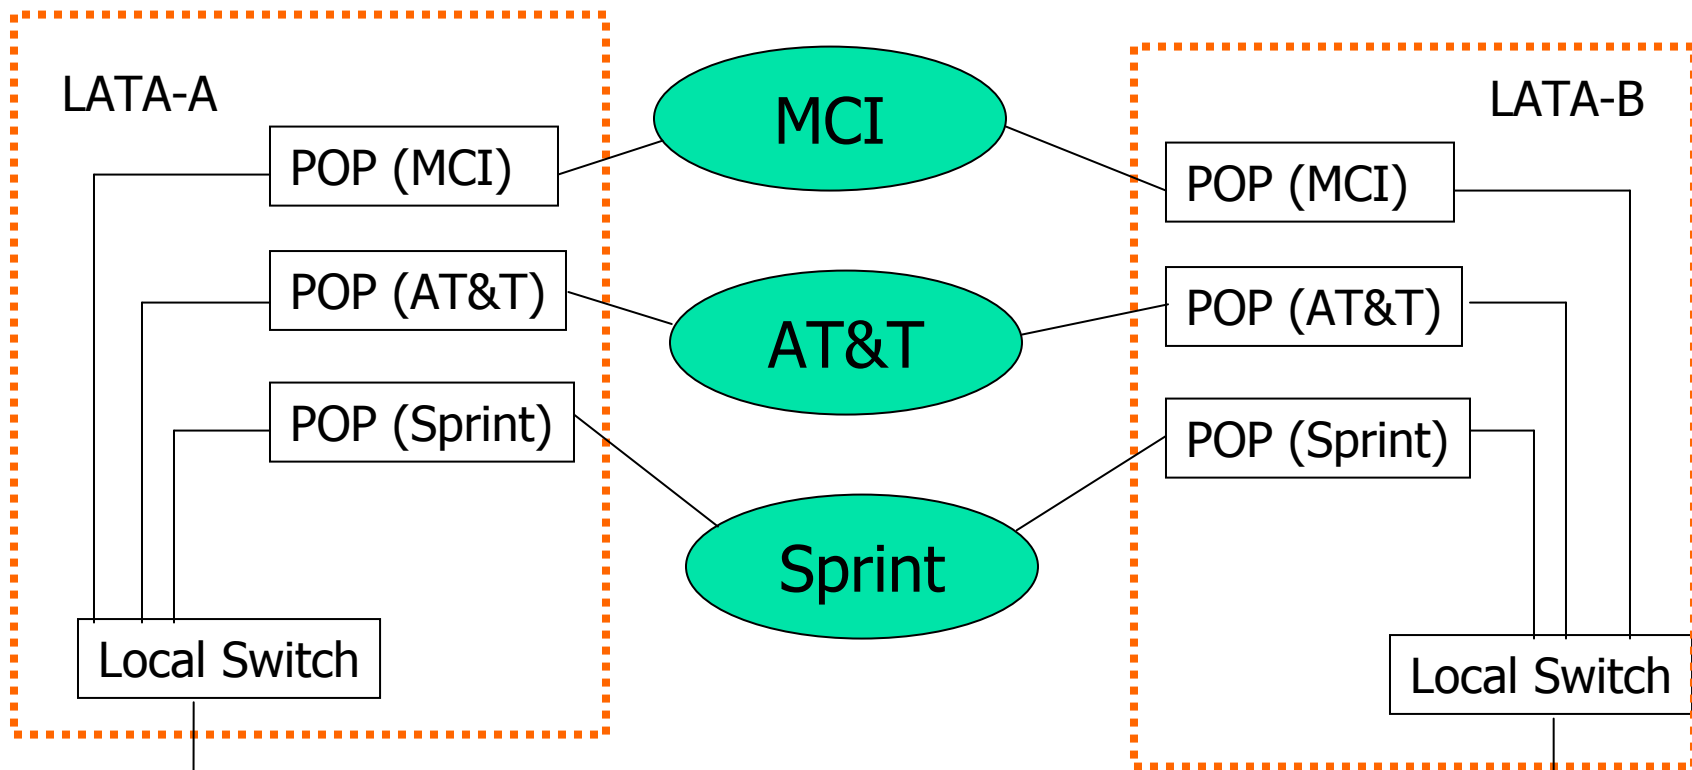 LATA-A
POP (MCI)
POP (AT&T)
POP (Sprint)
Local Switch
MCI
AT&T
Sprint
LATA-B
POP (MCI)
POP (AT&T)
POP (Sprint)
Local Switch